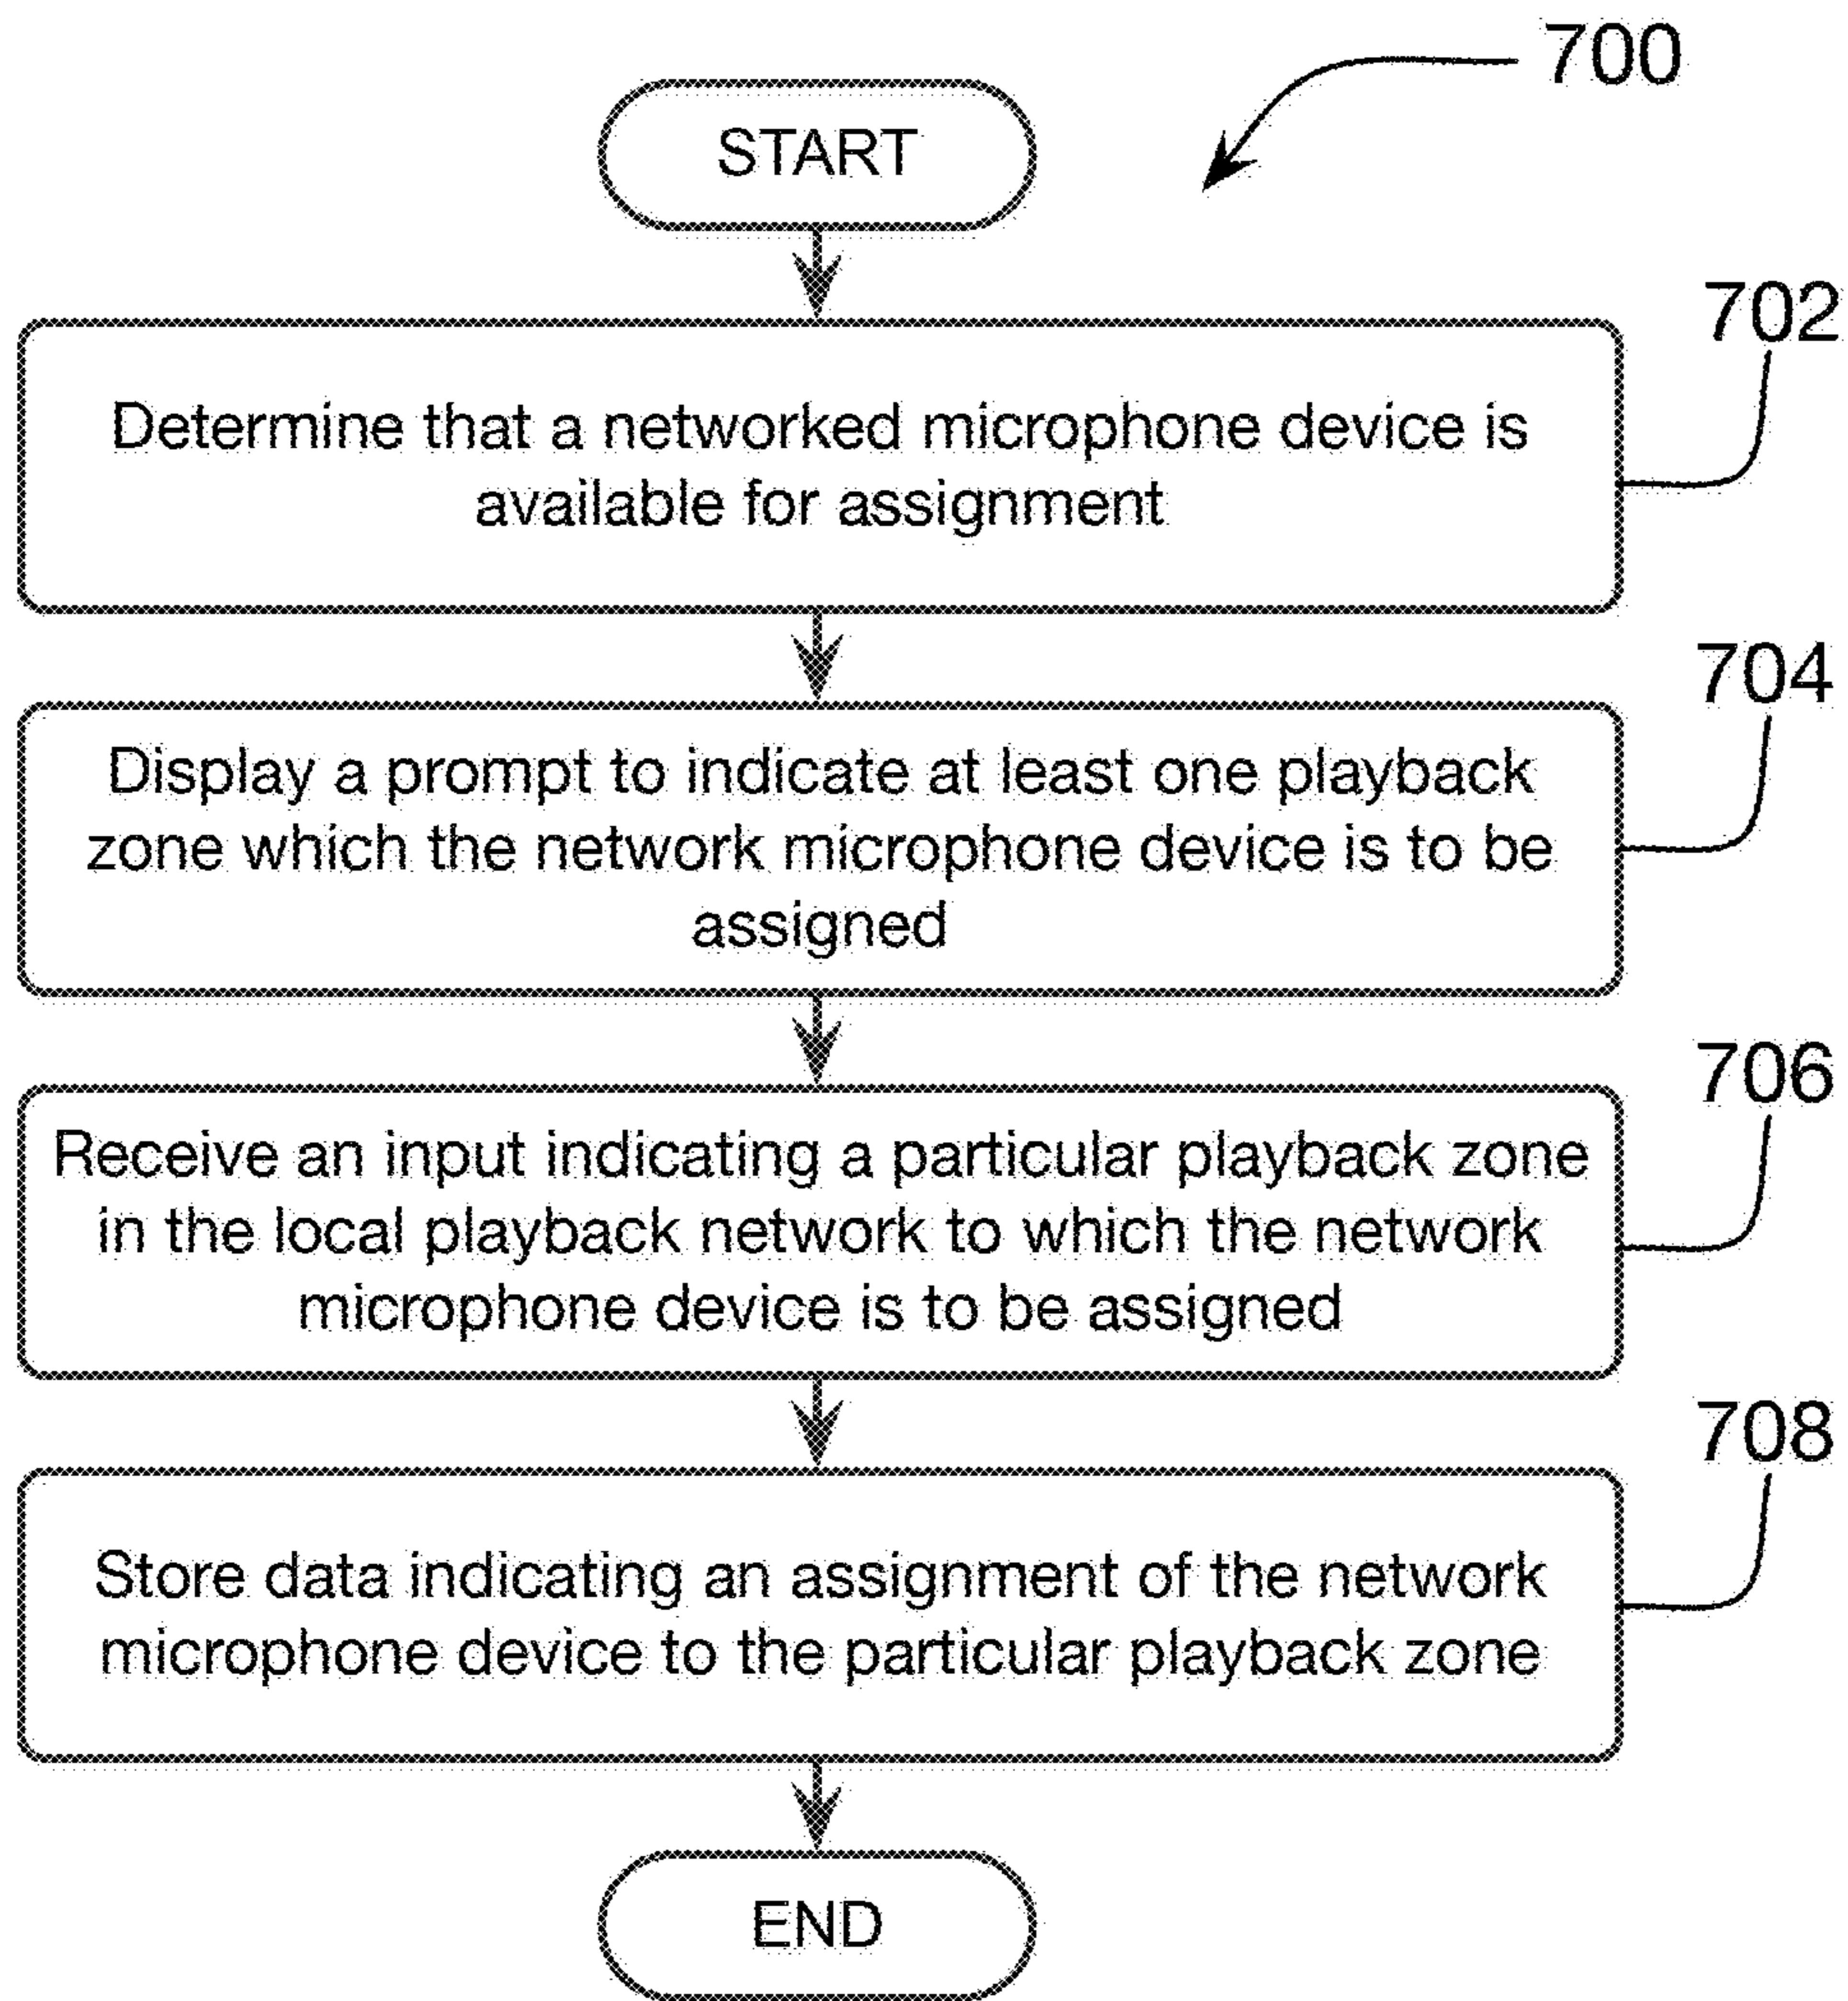 700
START
702
Determine that a networked microphone device is
available for assignment
704
Display a prompt to indicate at least one playback
zone which the network microphone device is to be
assigned
706
Receive an input indicating a particular playback zone
in the local playback network to which the network
microphone device is to be assigned
708
Store data indicating an assignment of the network
microphone device to the particular playback zone
END